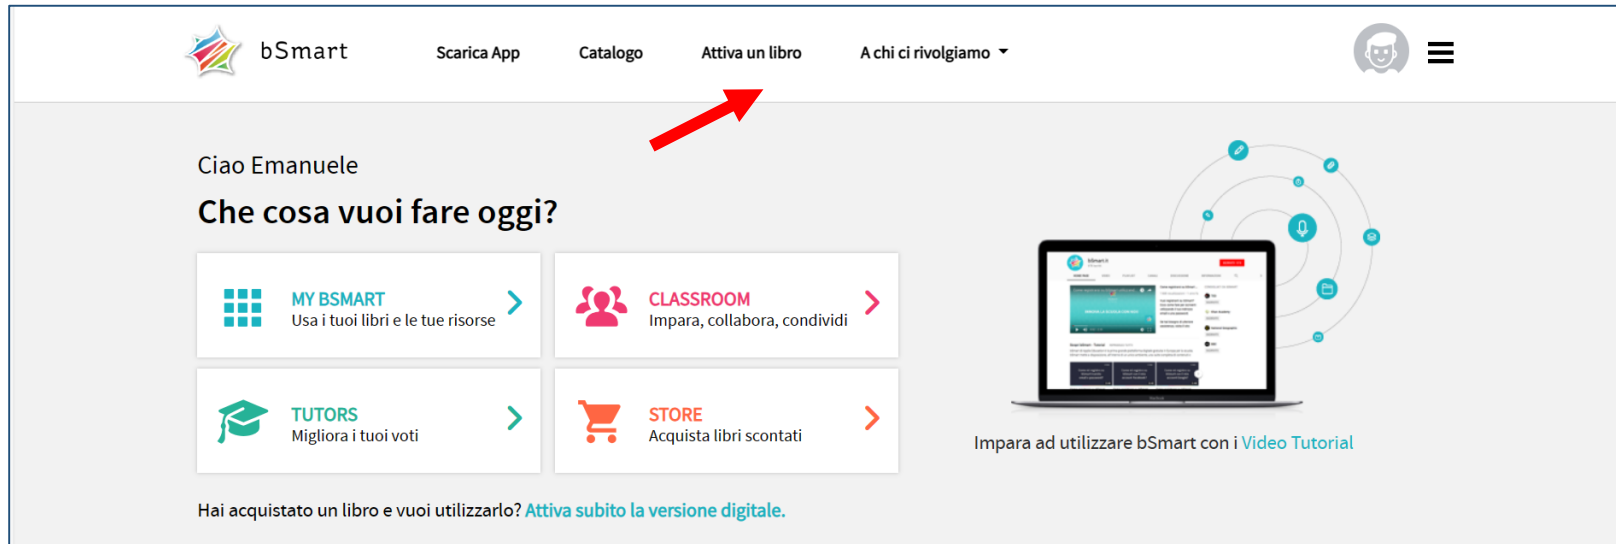 bSmart
Scarica App
Catalogo
Attiva un libro
A chi ci rivolgiamo
Ciao Emanuele
Che cosa vuoi fare oggi?
MY BSMART
Usa i tuoi libri e le tue risorse
CLASSROOM
Impara, collabora, condividi
TUTORS
Migliora i tuoi voti
STORE
Acquista libri scontati
Impara ad utilizzare bSmart con i Video Tutorial
Hai acquistato un libro e vuoi utilizzarlo? Attiva subito la versione digitale.